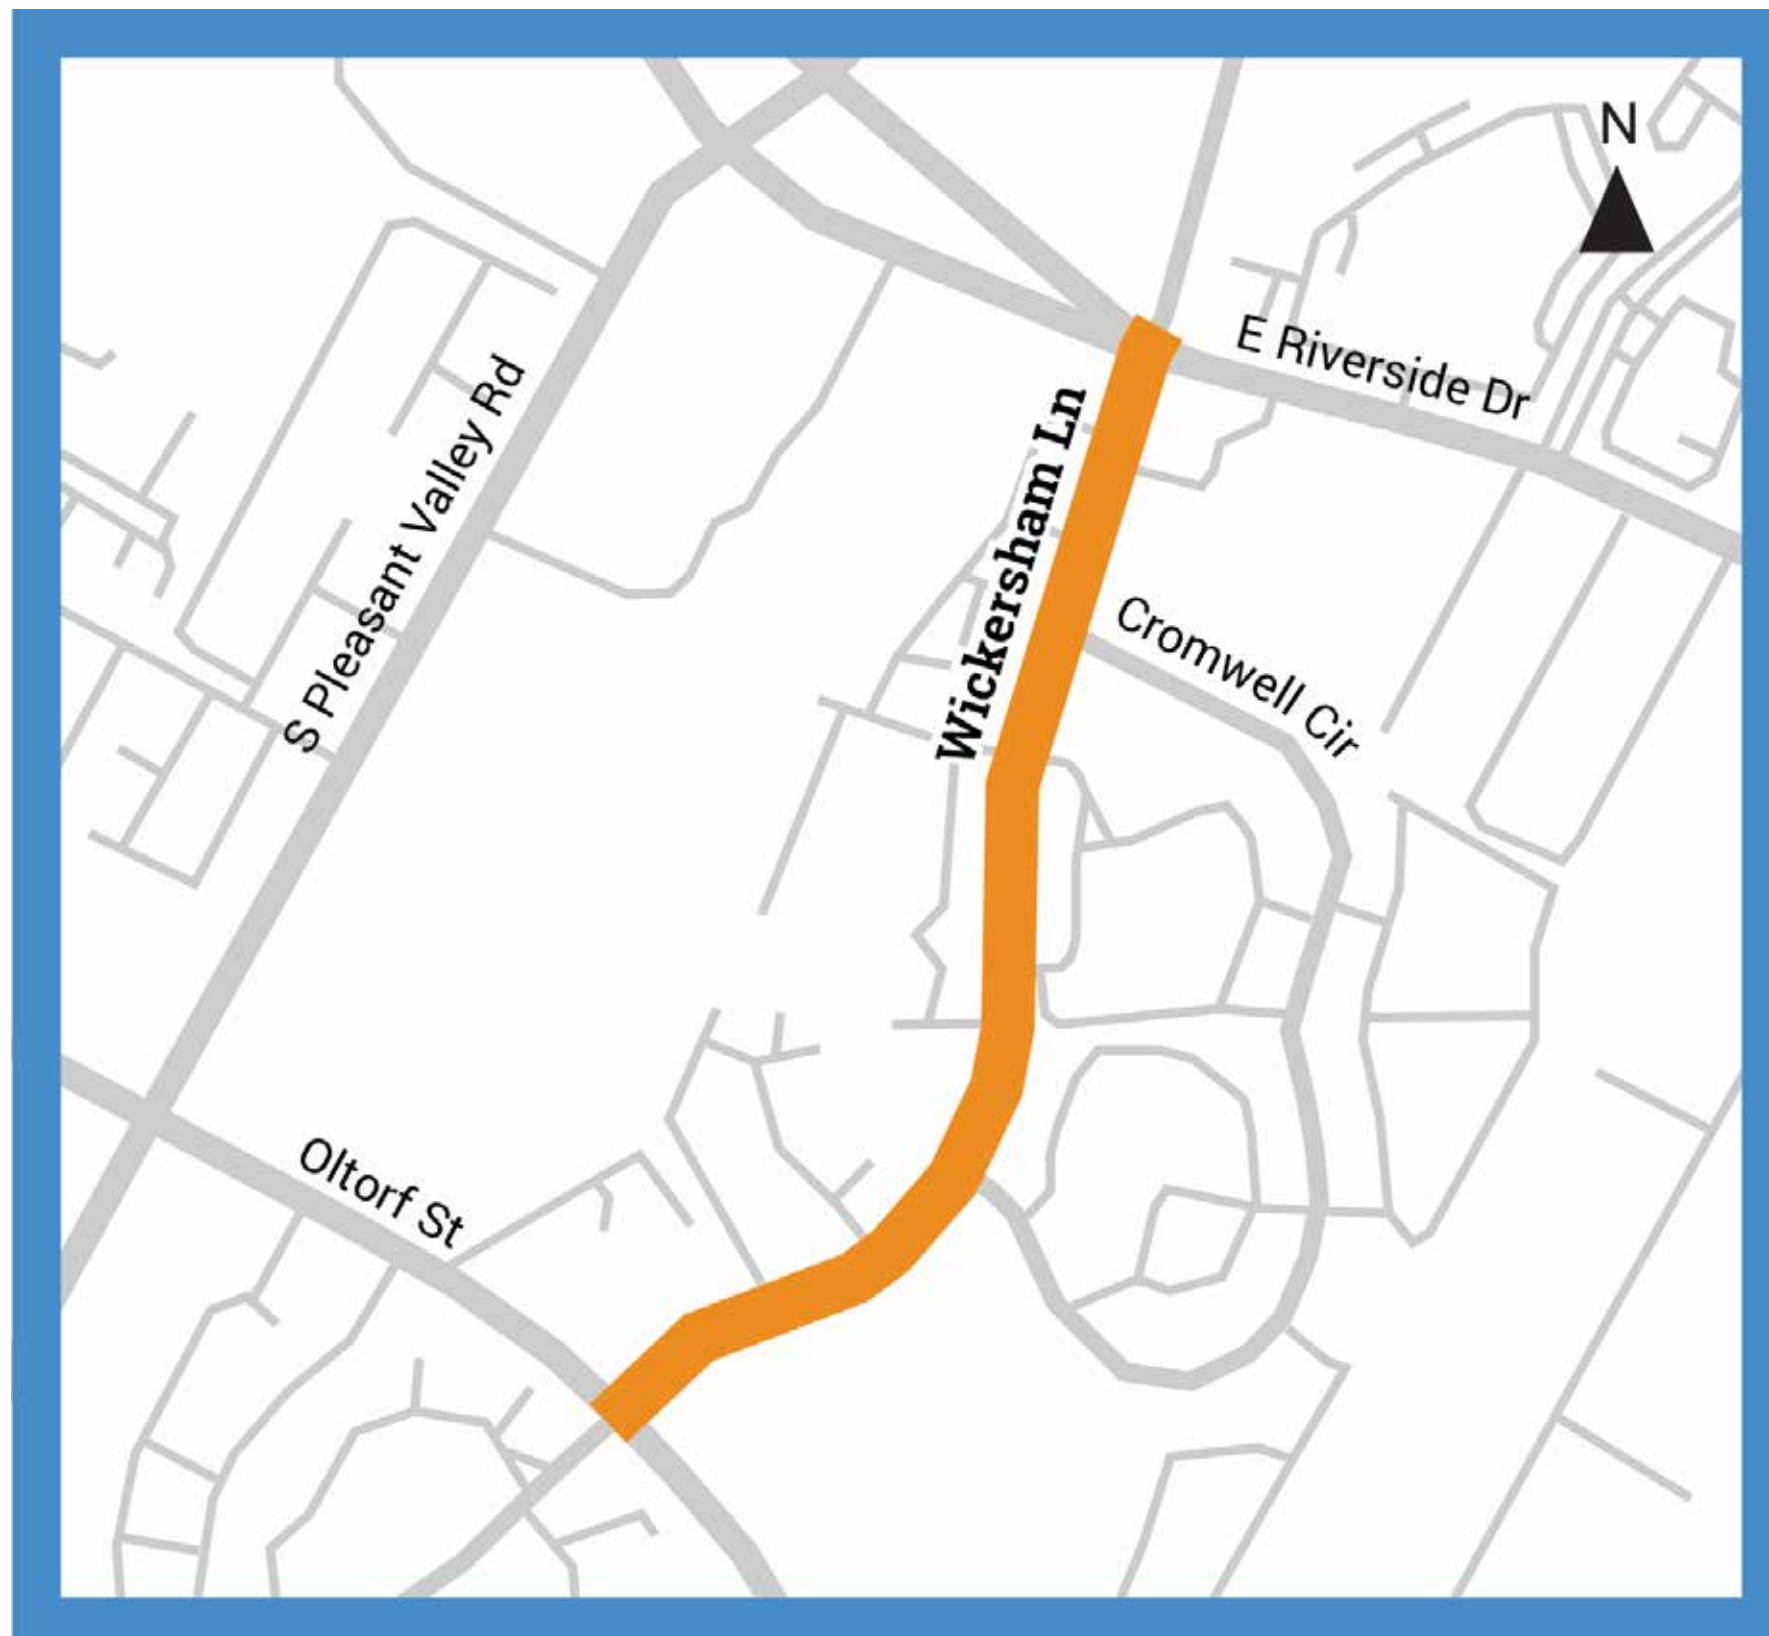 N
E Riverside Dr
S Pleasant Valley Rd
Wickersham Ln
Cromwell Cir
Oltorf St